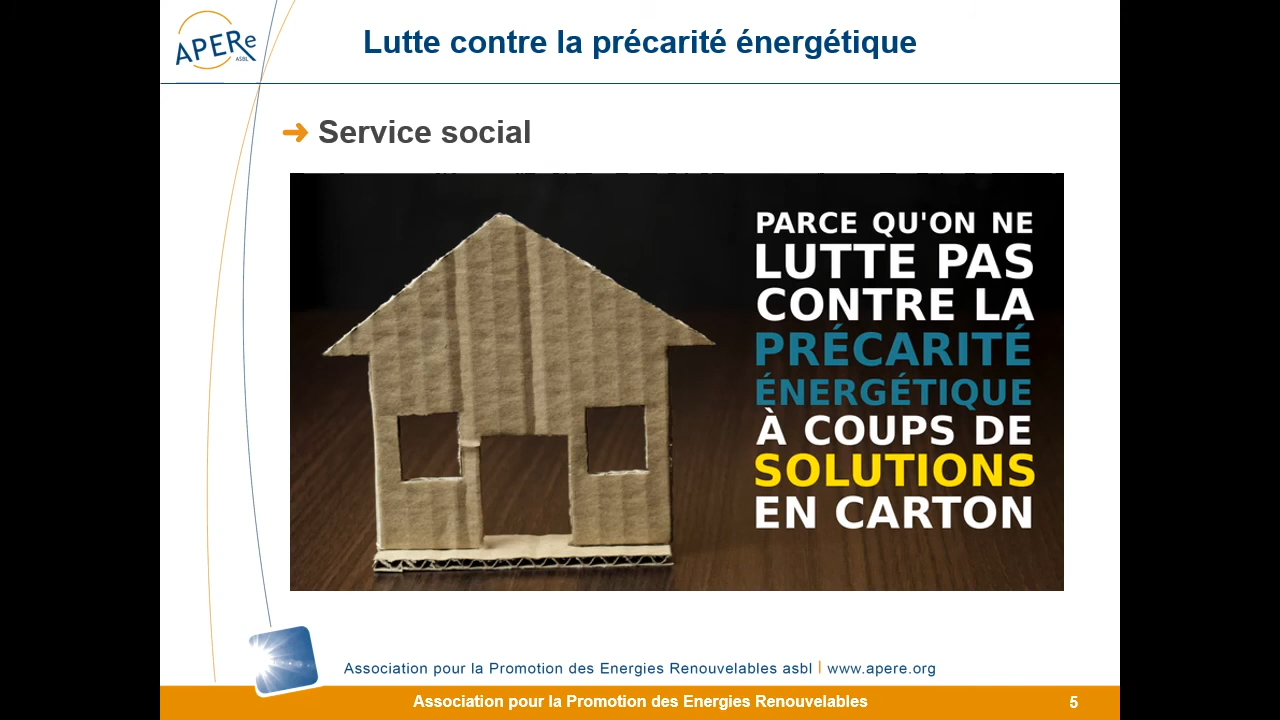 APERe
ASBL
Lutte contre la précarité énergétique
➔ Service social
PARCE QU'ON NE
LUTTE PAS
CONTRE LA
PRÉCARITÉ
ÉNERGÉTIQUE
À COUPS DE
SOLUTIONS
EN CARTON
Association pour la Promotion des Energies Renouvelables asbl | www.apere.org
Association pour la Promotion des Energies Renouvelables
5